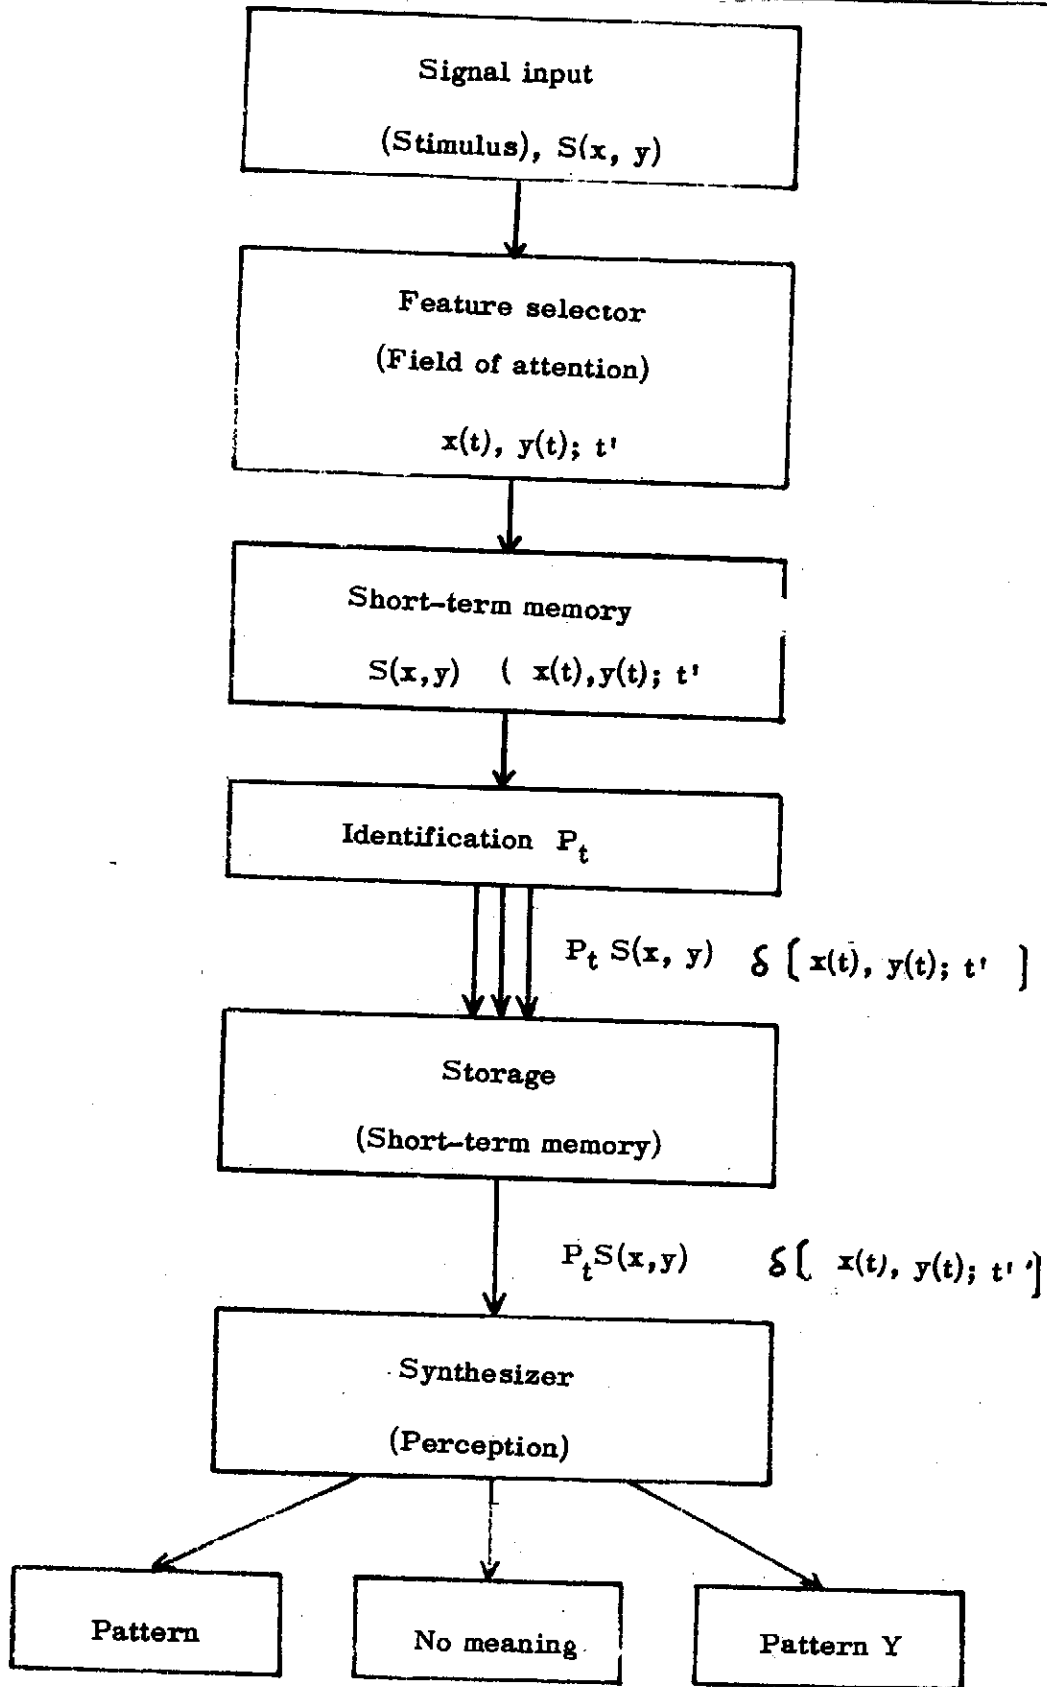 Signal input
(Stimulus), S(x, y)
Feature selector
(Field of attention)
x(t), y(t); t'
Short-term memory
S(x,y) ( x(t),y(t); t'
Identification P_t
P_t S(x, y) δ [ x(t), y(t); t' ]
Storage
(Short-term memory)
P_t S(x,y) δ[ x(t), y(t); t' ']
Synthesizer
(Perception)
Pattern
No meaning
Pattern Y